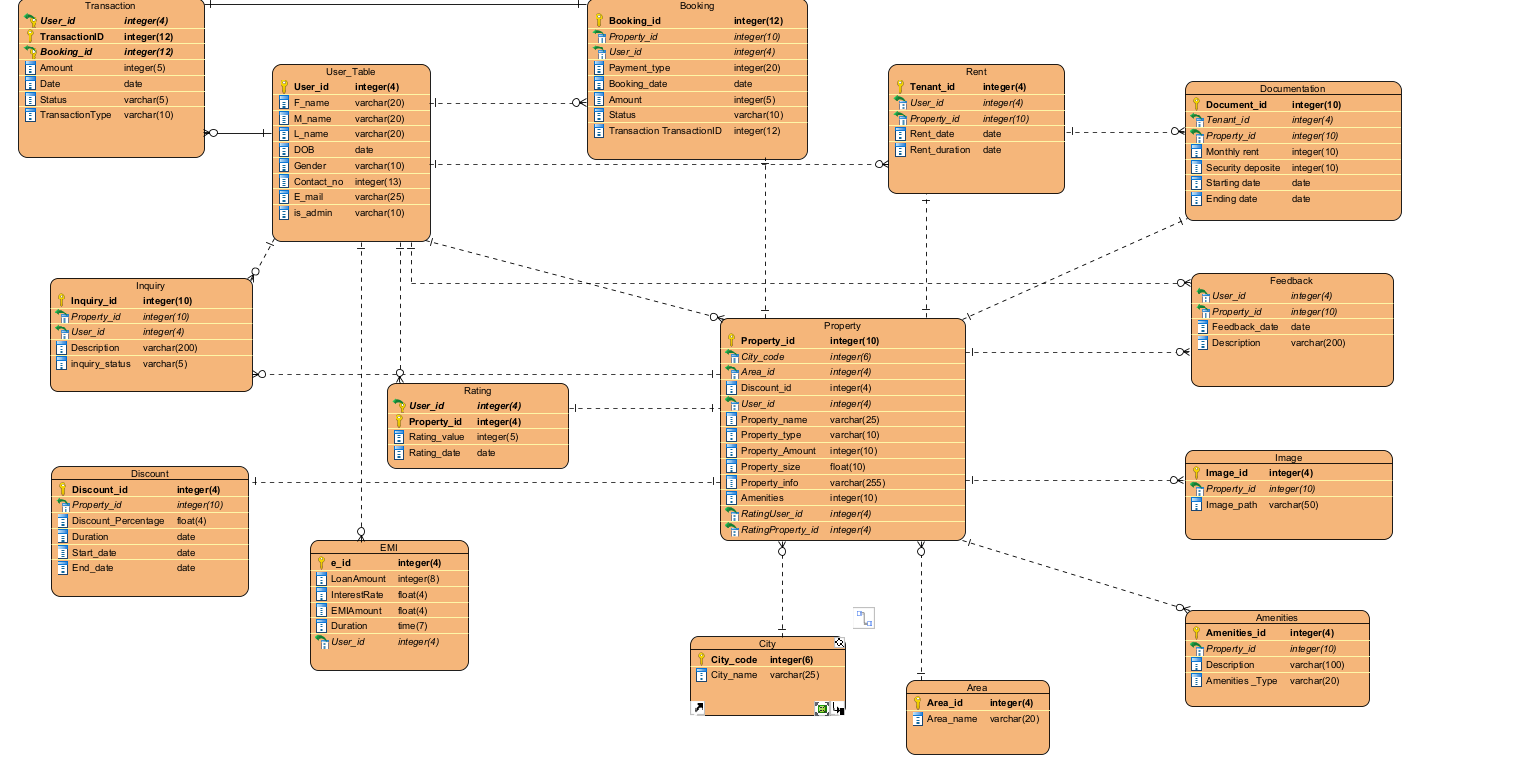 Transaction
User_id integer(4)
TransactionID integer(12)
Booking_id integer(12)
Amount integer(5)
Date date
Status varchar(5)
TransactionType varchar(10)
User_Table
User_id integer(4)
F_name varchar(20)
M_name varchar(20)
L_name varchar(20)
DOB date
Gender varchar(10)
Contact_no integer(13)
E_mail varchar(25)
is_admin varchar(10)
Booking
Booking_id integer(12)
Property_id integer(10)
User_id integer(4)
Payment_type integer(20)
Booking_date date
Amount integer(5)
Status varchar(10)
Transaction TransactionID integer(12)
Rent
Tenant_id integer(4)
User_id integer(4)
Property_id integer(10)
Rent_date date
Rent_duration date
Documentation
Document_id integer(10)
Tenant_id integer(4)
Property_id integer(10)
Monthly rent integer(10)
Security deposite integer(10)
Starting date date
Ending date date
Inquiry
Inquiry_id integer(10)
Property_id integer(10)
User_id integer(4)
Description varchar(200)
inquiry_status varchar(5)
Rating
User_id integer(4)
Property_id integer(4)
Rating_value integer(5)
Rating_date date
Property
Property_id integer(10)
City_code integer(6)
Area_id integer(4)
Discount_id integer(4)
User_id integer(4)
Property_name varchar(25)
Property_type varchar(10)
Property_Amount integer(10)
Property_size float(10)
Property_info varchar(255)
Amenities integer(10)
RatingUser_id integer(4)
RatingProperty_id integer(4)
Feedback
User_id integer(4)
Property_id integer(10)
Feedback_date date
Description varchar(200)
Discount
Discount_id integer(4)
Property_id integer(10)
Discount_Percentage float(4)
Duration date
Start_date date
End_date date
EMI
e_id integer(4)
LoanAmount integer(8)
InterestRate float(4)
EMIAmount float(4)
Duration time(7)
User_id integer(4)
Image
Image_id integer(4)
Property_id integer(10)
Image_path varchar(50)
City
City_code integer(6)
City_name varchar(25)
Area
Area_id integer(4)
Area_name varchar(20)
Amenities
Amenities_id integer(4)
Property_id integer(10)
Description varchar(100)
Amenities _Type varchar(20)